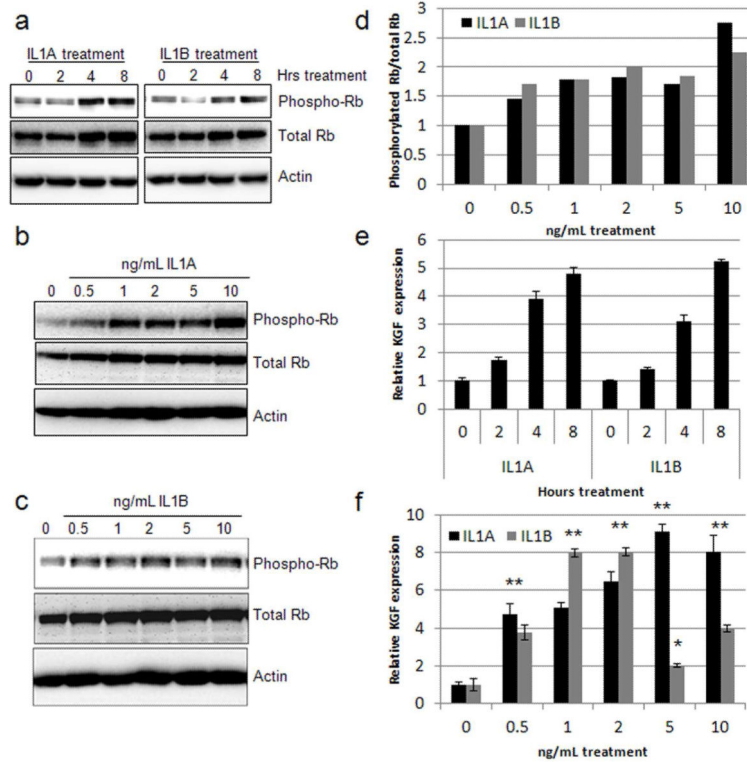 a
IL1A treatment IL1B treatment
0 2 4 8 0 2 4 8 Hrs treatment
Phospho-Rb
Total Rb
Actin
b
ng/mL IL1A
0 0.5 1 2 5 10
Phospho-Rb
Total Rb
Actin
c
ng/mL IL1B
0 0.5 1 2 5 10
Phospho-Rb
Total Rb
Actin
d
Phosphorylated Rb/total Rb
3
2.5
2
1.5
1
0.5
0
IL1A IL1B
0 0.5 1 2 5 10
ng/mL treatment
e
Relative KGF expression
6
5
4
3
2
1
0
0 2 4 8 0 2 4 8
IL1A IL1B
Hours treatment
f
Relative KGF expression
10
8
6
4
2
0
IL1A IL1B
** ** ** ** * **
0 0.5 1 2 5 10
ng/mL treatment